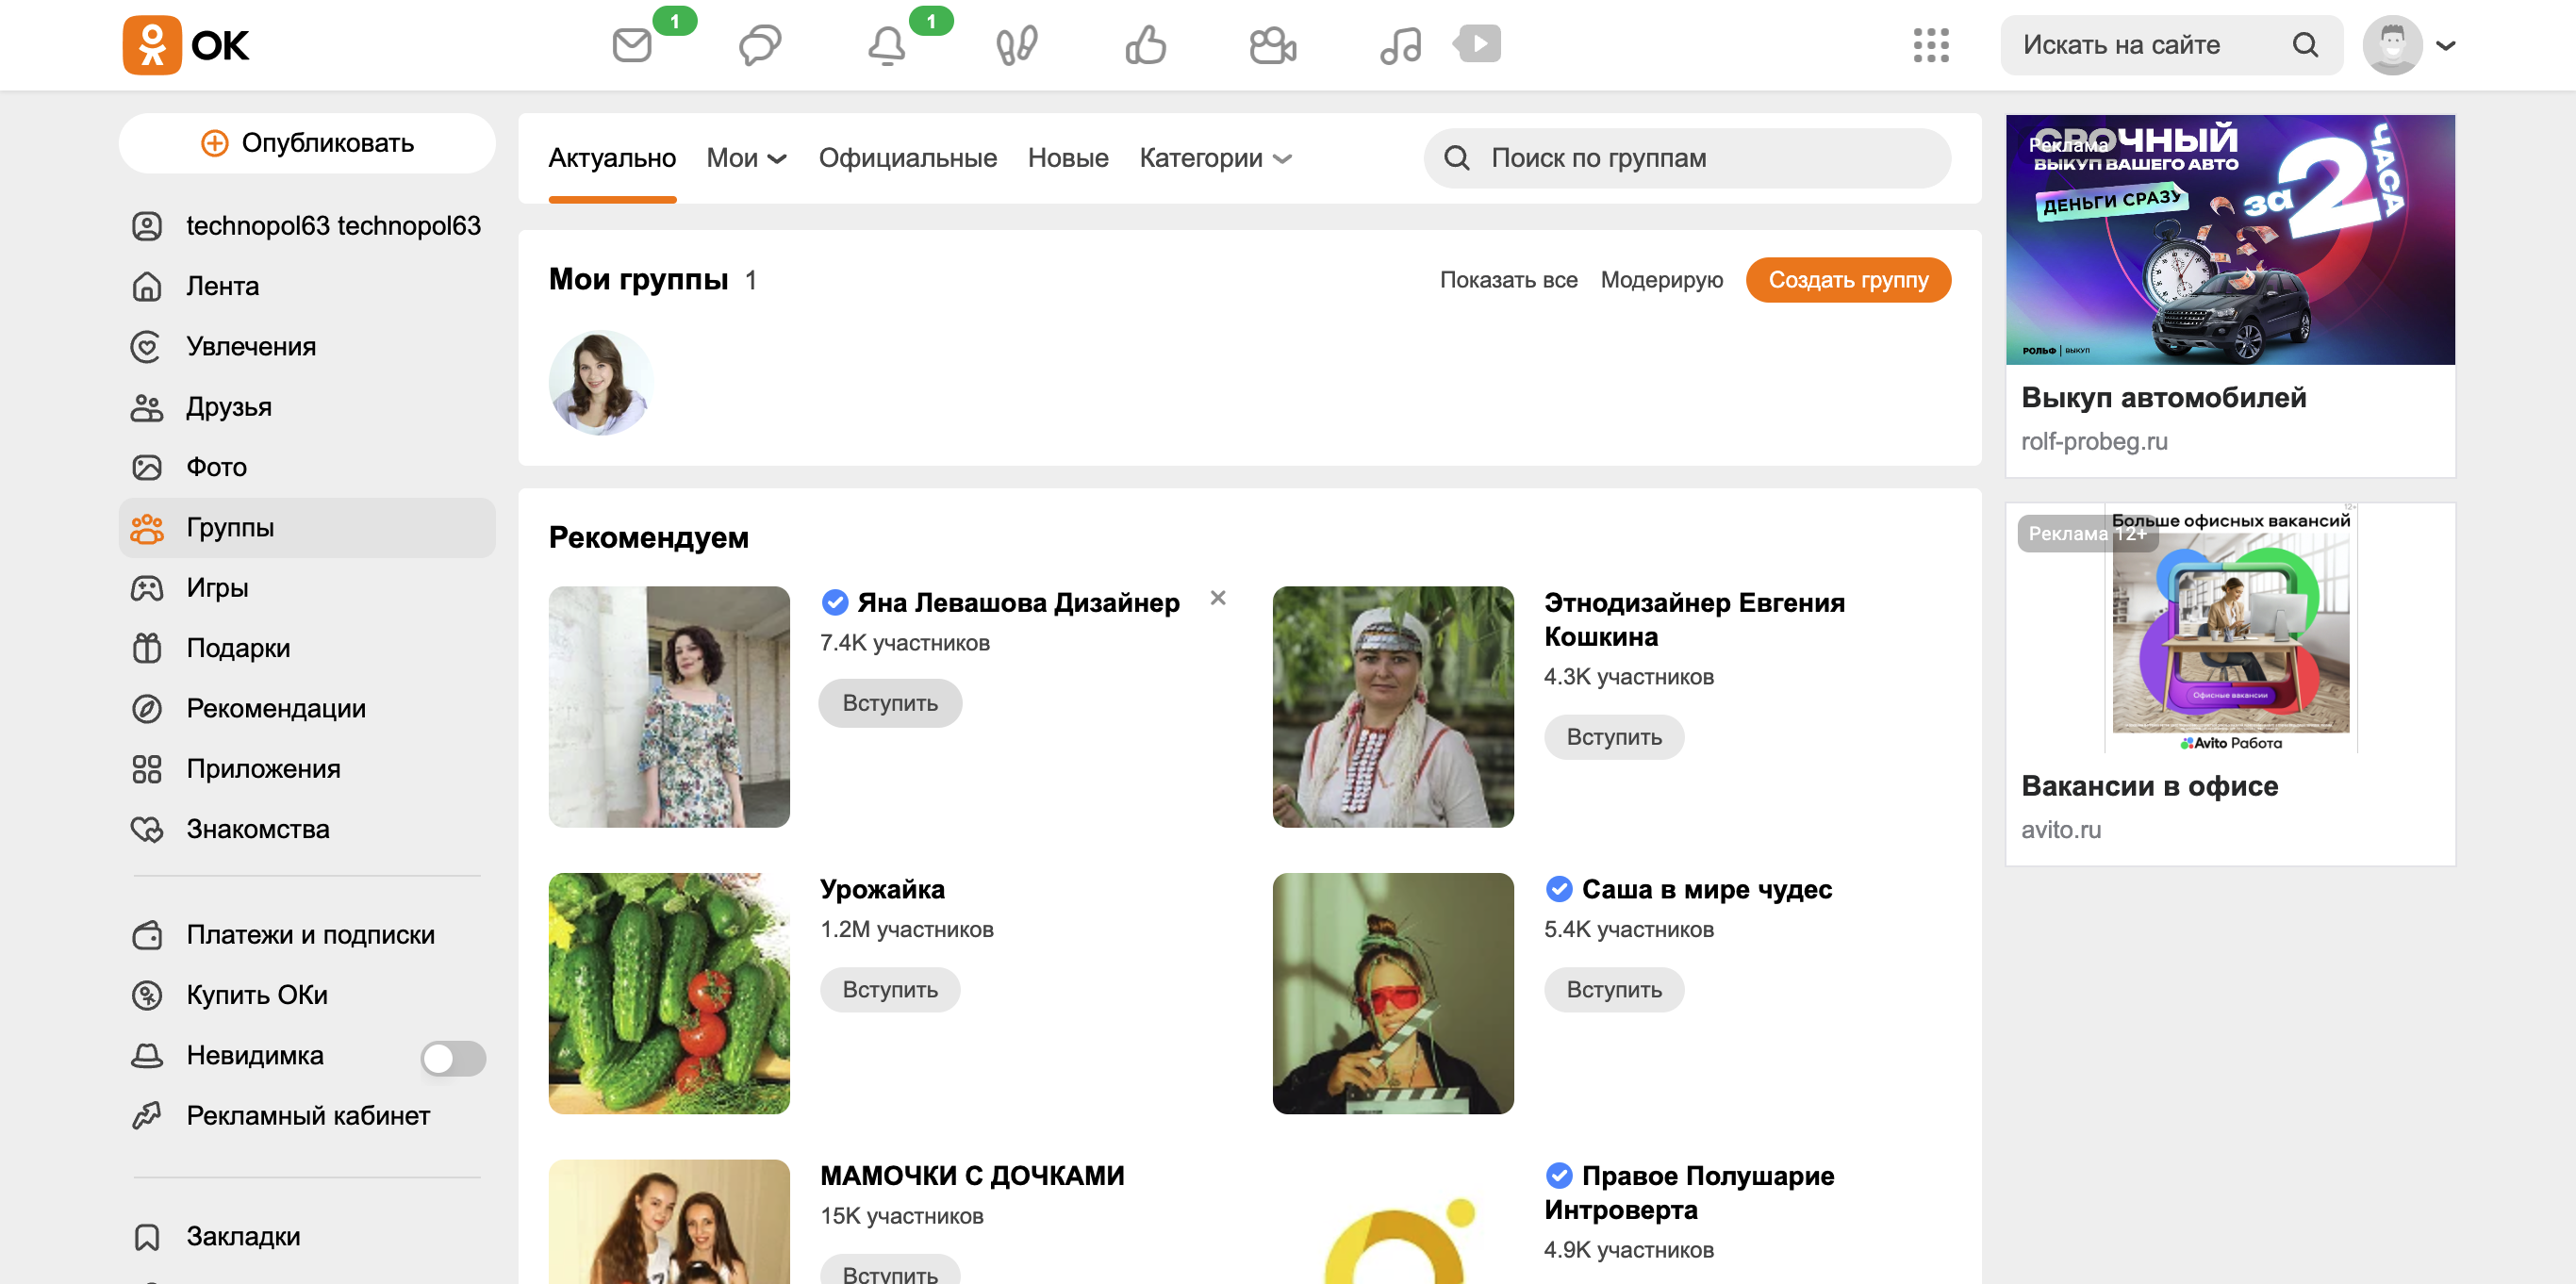 ОК
1
1
Искать на сайте
Опубликовать
technopol63 technopol63
Лента
Увлечения
Друзья
Фото
Группы
Игры
Подарки
Рекомендации
Приложения
Знакомства
Платежи и подписки
Купить ОКи
Невидимка
Рекламный кабинет
Закладки
Актуально
Мои
Официальные
Новые
Категории
Поиск по группам
Мои группы 1
Показать все
Модерирую
Создать группу
Рекомендуем
Яна Левашова Дизайнер
7.4K участников
Вступить
Этнодизайнер Евгения
Кошкина
4.3K участников
Вступить
Урожайка
1.2M участников
Вступить
Саша в мире чудес
5.4K участников
Вступить
МАМОЧКИ С ДОЧКАМИ
15K участников
Вступить
Правое Полушарие
Интроверта
4.9K участников
СРОЧНЫЙ
Реклама
ВЫКУП ВАШЕГО АВТО
ДЕНЬГИ СРАЗУ
за 2 ЧАСА
РОЛЬФ | ВЫКУП
Выкуп автомобилей
rolf-probeg.ru
12+
Больше офисных вакансий
Реклама 12+
Офисные вакансии
Avito Работа
Вакансии в офисе
avito.ru